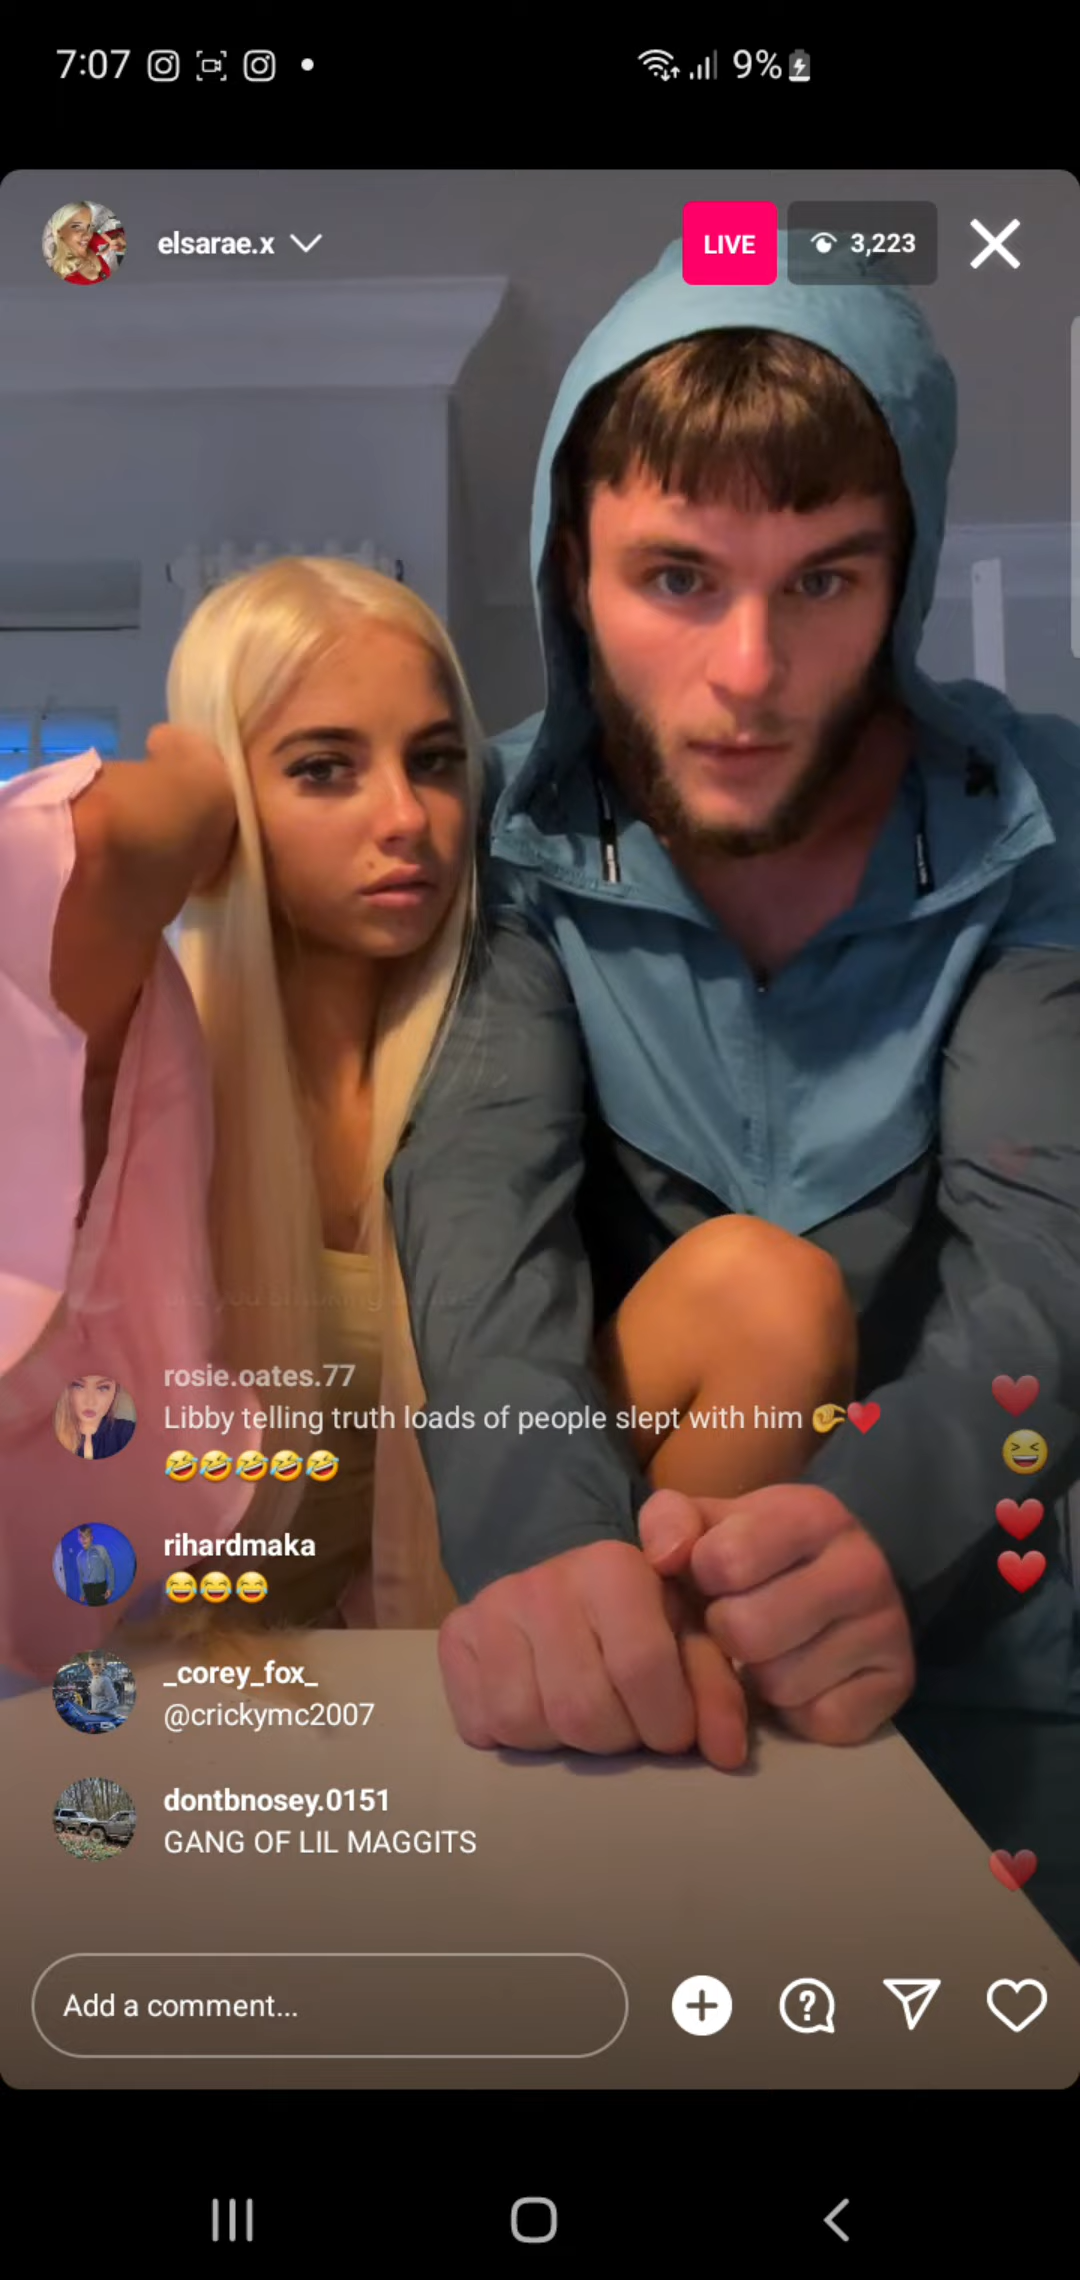 7:07 9%
elsarae.x LIVE 3,223
rosie.oates.77
Libby telling truth loads of people slept with him 🤏❤️
🤣🤣🤣🤣🤣
rihardmaka
😂😂😂
_corey_fox_
@crickymc2007
dontbnosey.0151
GANG OF LIL MAGGITS
Add a comment...